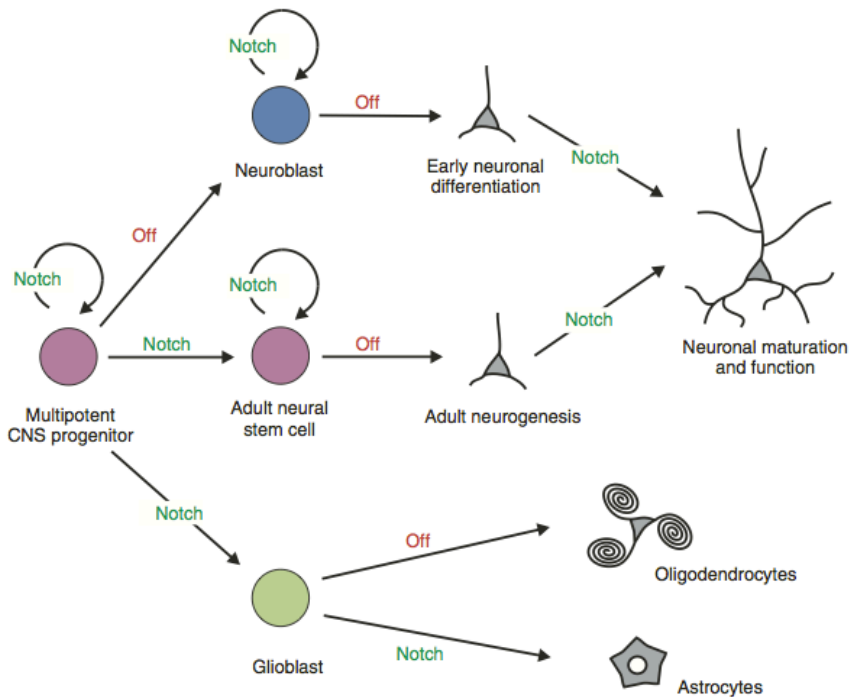 Notch
Off
Neuroblast
Early neuronal
differentiation
Notch
Off
Notch
Multipotent
CNS progenitor
Notch
Notch
Adult neural
stem cell
Off
Adult neurogenesis
Notch
Neuronal maturation
and function
Notch
Glioblast
Off
Oligodendrocytes
Notch
Astrocytes